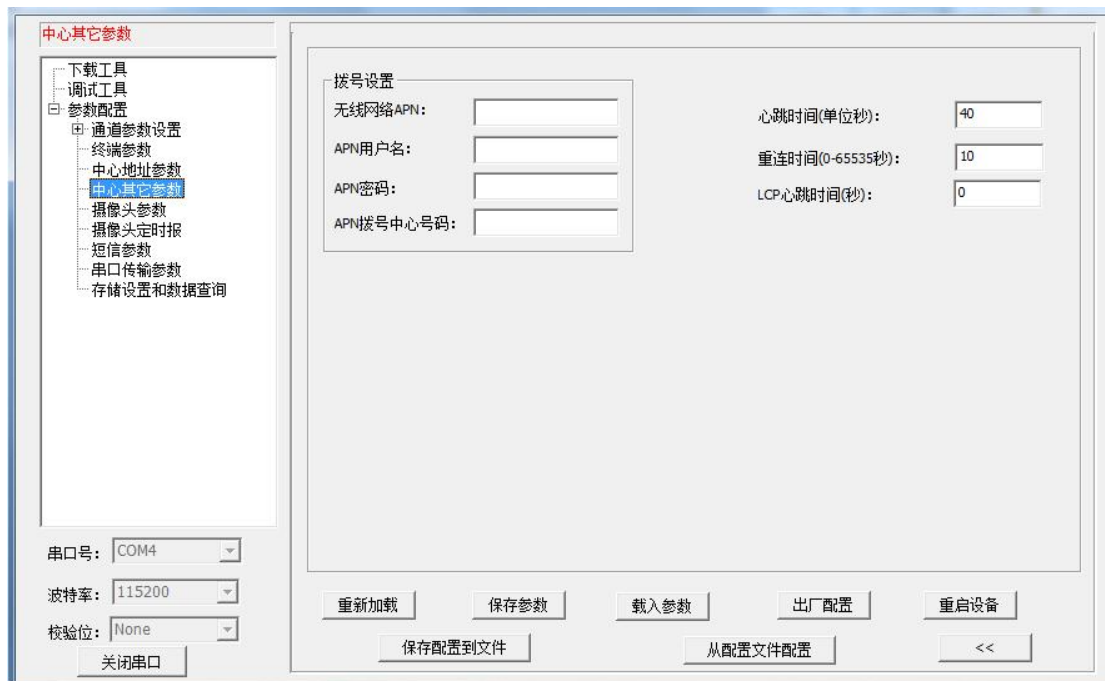 中心其它参数
下载工具
调试工具
参数配置
通道参数设置
终端参数
中心地址参数
中心其它参数
摄像头参数
摄像头定时报
短信参数
串口传输参数
存储设置和数据查询
串口号： COM4
波特率： 115200
校验位： None
关闭串口
拨号设置
无线网络APN：
APN用户名：
APN密码：
APN拨号中心号码：
心跳时间(单位秒)： 40
重连时间(0-65535秒)： 10
LCP心跳时间(秒)： 0
重新加载 保存参数 载入参数 出厂配置 重启设备
保存配置到文件 从配置文件配置 <<